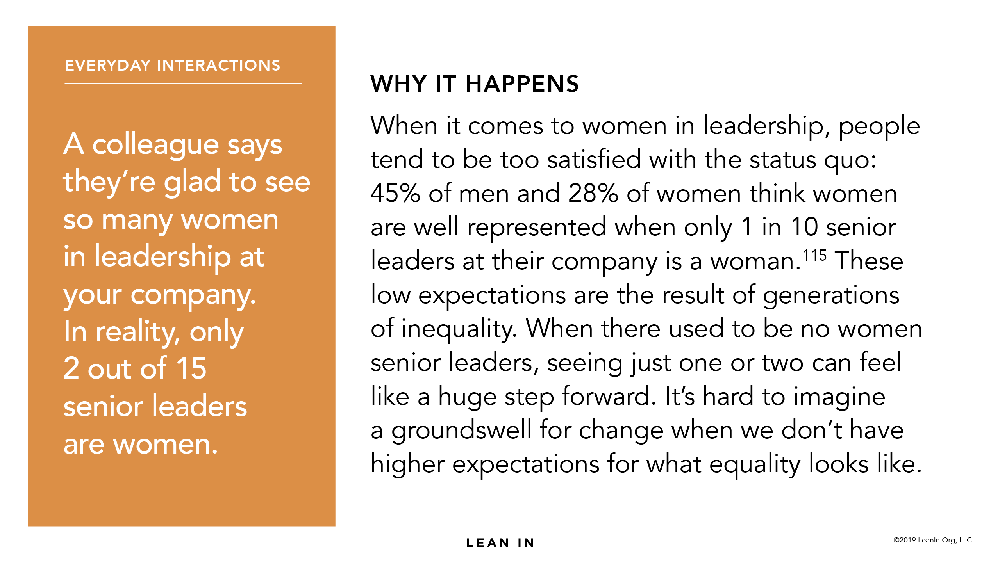 EVERYDAY INTERACTIONS
A colleague says
they’re glad to see
so many women
in leadership at
your company.
In reality, only
2 out of 15
senior leaders
are women.
WHY IT HAPPENS
When it comes to women in leadership, people
tend to be too satisfied with the status quo:
45% of men and 28% of women think women
are well represented when only 1 in 10 senior
leaders at their company is a woman.¹¹⁵ These
low expectations are the result of generations
of inequality. When there used to be no women
senior leaders, seeing just one or two can feel
like a huge step forward. It’s hard to imagine
a groundswell for change when we don’t have
higher expectations for what equality looks like.
LEAN IN
©2019 LeanIn.Org, LLC